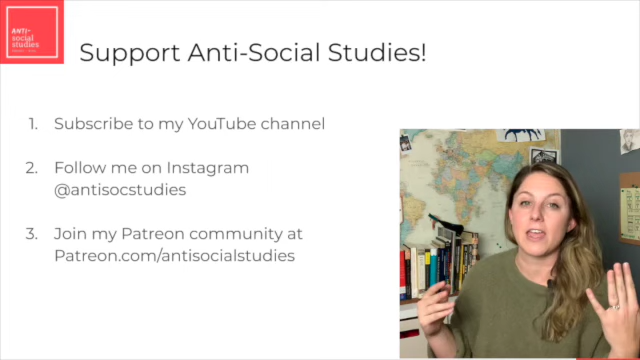 ANTI-
social
studies
Support Anti-Social Studies!
1. Subscribe to my YouTube channel
2. Follow me on Instagram
@antisocstudies
3. Join my Patreon community at
Patreon.com/antisocialstudies